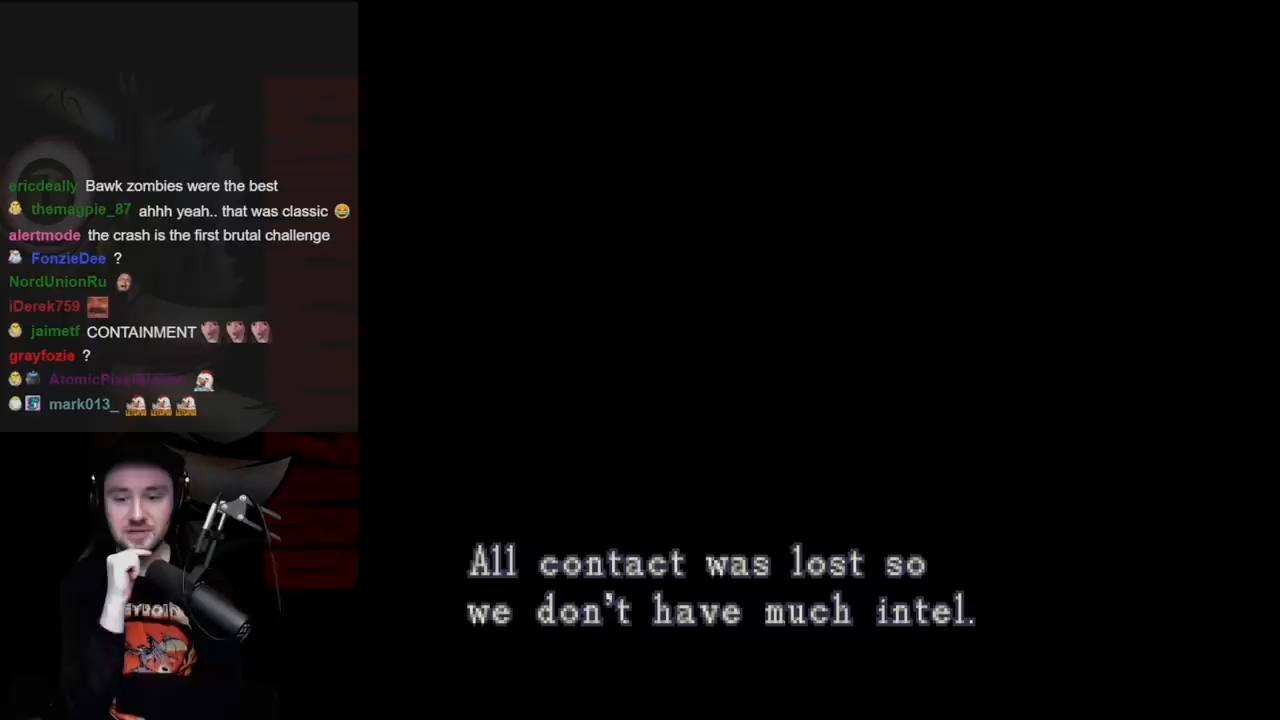 ericdeally Bawk zombies were the best
themagpie_87 ahhh yeah.. that was classic 😂
alertmode the crash is the first brutal challenge
FonzieDee ?
NordUnionRu
iDerek759
jaimetf CONTAINMENT
grayfozie ?
mark013_
All contact was lost so
we don't have much intel.